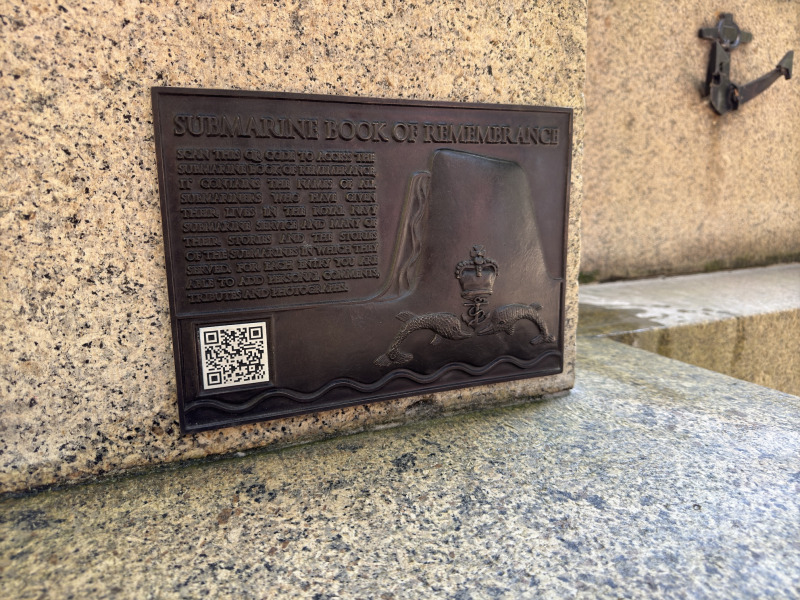 SUBMARINE BOOK OF REMEMBRANCE
SCAN THIS QR CODE TO ACCESS THE
SUBMARINE BOOK OF REMEMBRANCE.
IT CONTAINS THE NAMES OF ALL
SUBMARINERS WHO HAVE GIVEN
THEIR LIVES IN THE ROYAL NAVY
SUBMARINE SERVICE AND MANY OF
THEIR STORIES AND THE STORIES
OF THE SUBMARINES IN WHICH THEY
SERVED. FOR EACH ENTRY YOU ARE
ABLE TO ADD PERSONAL COMMENTS,
TRIBUTES AND PHOTOGRAPHS.